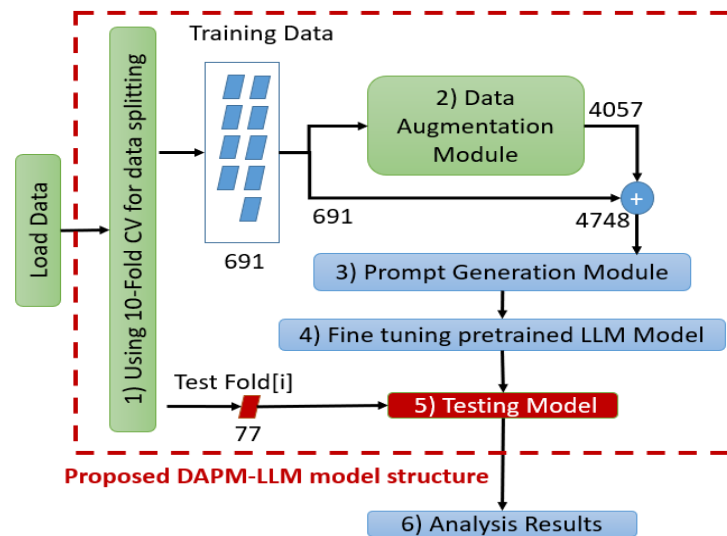 Training Data
Load Data
1) Using 10-Fold CV for data splitting
691
2) Data
Augmentation
Module
4057
691
+
4748
3) Prompt Generation Module
4) Fine tuning pretrained LLM Model
Test Fold[i]
77
5) Testing Model
Proposed DAPM-LLM model structure
6) Analysis Results